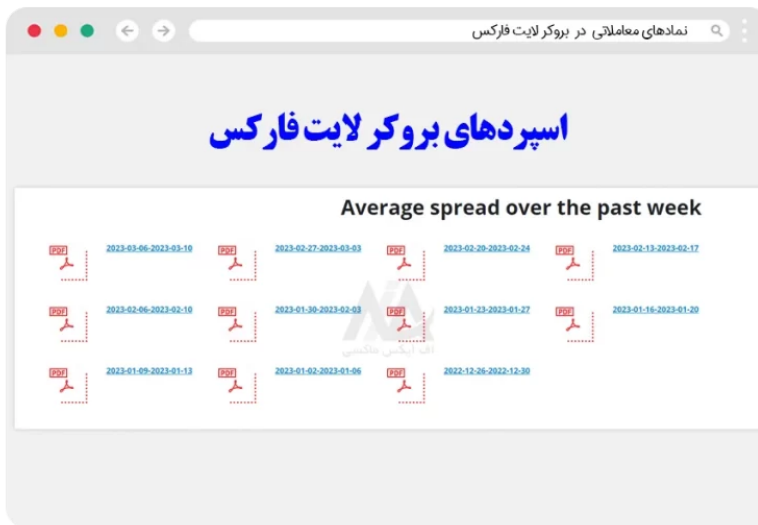 نمادهای معاملاتی در بروکر لایت فارکس
اسپردهای بروکر لایت فارکس
Average spread over the past week
PDF 2023-03-06-2023-03-10 PDF 2023-02-27-2023-03-03 PDF 2023-02-20-2023-02-24 PDF 2023-02-13-2023-02-17
PDF 2023-02-06-2023-02-10 PDF 2023-01-30-2023-02-03 PDF 2023-01-23-2023-01-27 PDF 2023-01-16-2023-01-20
اف ایکس ماکسی
PDF 2023-01-09-2023-01-13 PDF 2023-01-02-2023-01-06 PDF 2022-12-26-2022-12-30